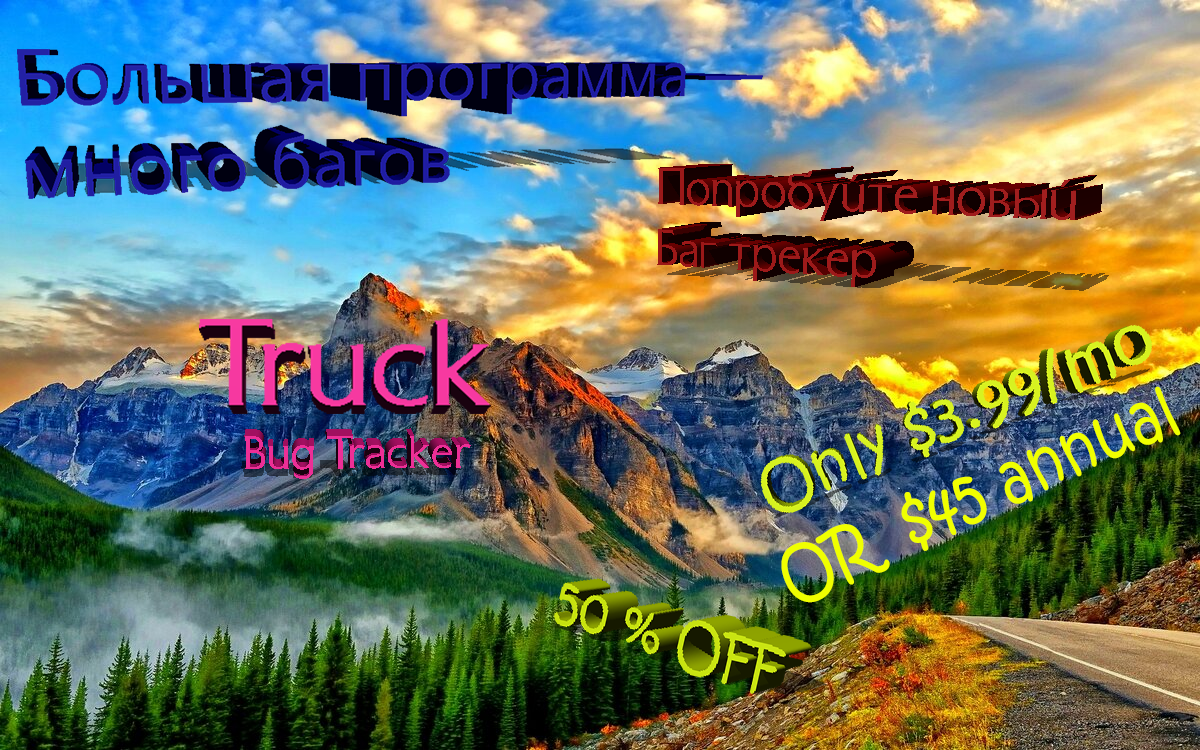 Большая программа
много багов
Попробуйте новый
Баг трекер
Truck
Bug Tracker
Only $3.99/mo
OR $45 annual
50 % OFF